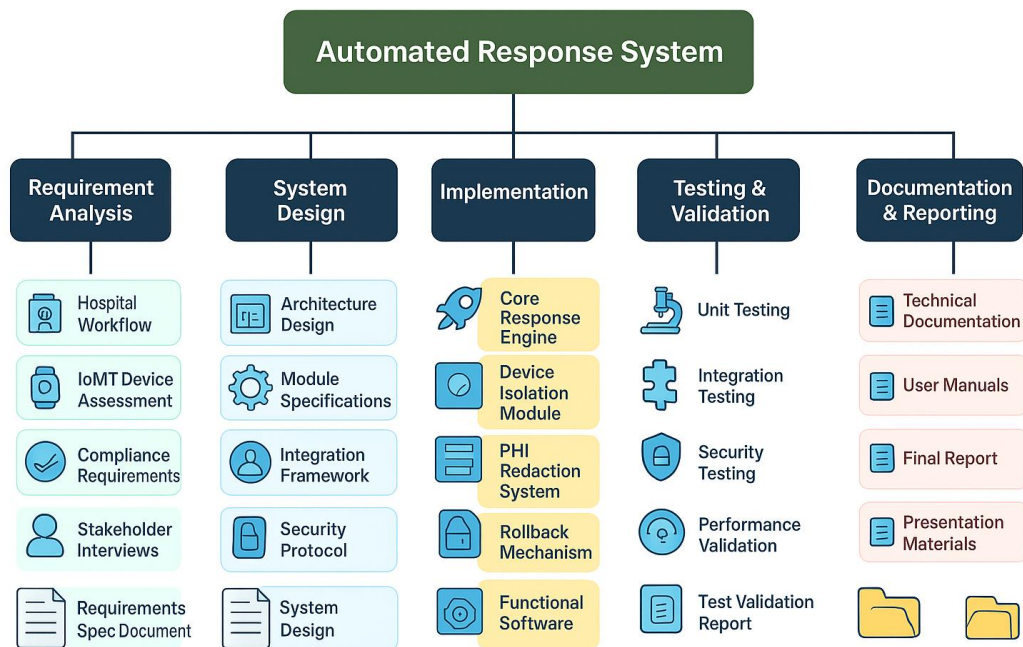 Automated Response System
Requirement
Analysis
System
Design
Implementation
Testing &
Validation
Documentation
& Reporting
Hospital
Workflow
IoMT Device
Assessment
Compliance
Requirements
Stakeholder
Interviews
Requirements
Spec Document
Architecture
Design
Module
Specifications
Integration
Framework
Security
Protocol
System
Design
Core
Response
Engine
Device
Isolation
Module
PHI
Redaction
System
Rollback
Mechanism
Functional
Software
Unit Testing
Integration
Testing
Security
Testing
Performance
Validation
Test Validation
Report
Technical
Documentation
User Manuals
Final Report
Presentation
Materials